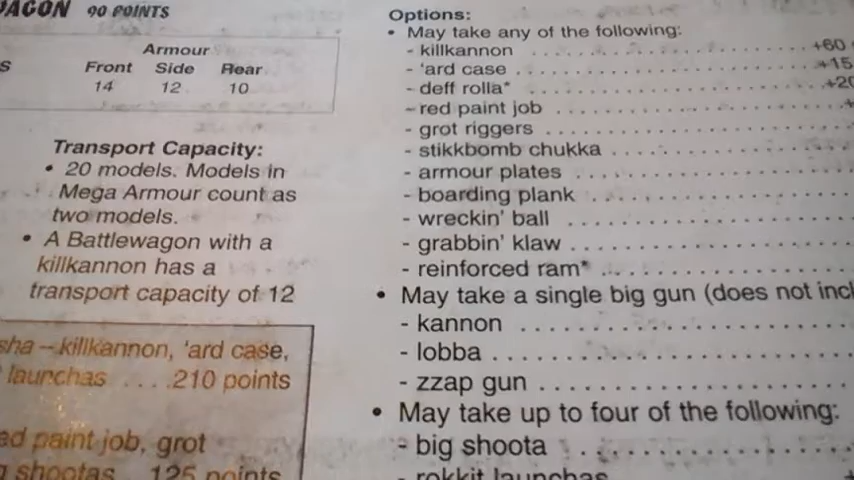 90 POINTS
Armour
Front Side Rear
14 12 10
Transport Capacity:
• 20 models. Models in
Mega Armour count as
two models.
• A Battlewagon with a
killkannon has a
transport capacity of 12
– killkannon, 'ard case,
launchas ....210 points
paint job, grot
shootas 125 points
Options:
• May take any of the following:
- killkannon ..............................+60
- 'ard case ..............................+15
- deff rolla* ..............................
- red paint job ..............................
- grot riggers ..............................
- stikkbomb chukka ..............................
- armour plates ..............................
- boarding plank ..............................
- wreckin' ball ..............................
- grabbin' klaw ..............................
- reinforced ram* ..............................
• May take a single big gun (does not
- kannon ..............................
- lobba ..............................
- zzap gun ..............................
• May take up to four of the following:
- big shoota ..............................
- rokkit launchas